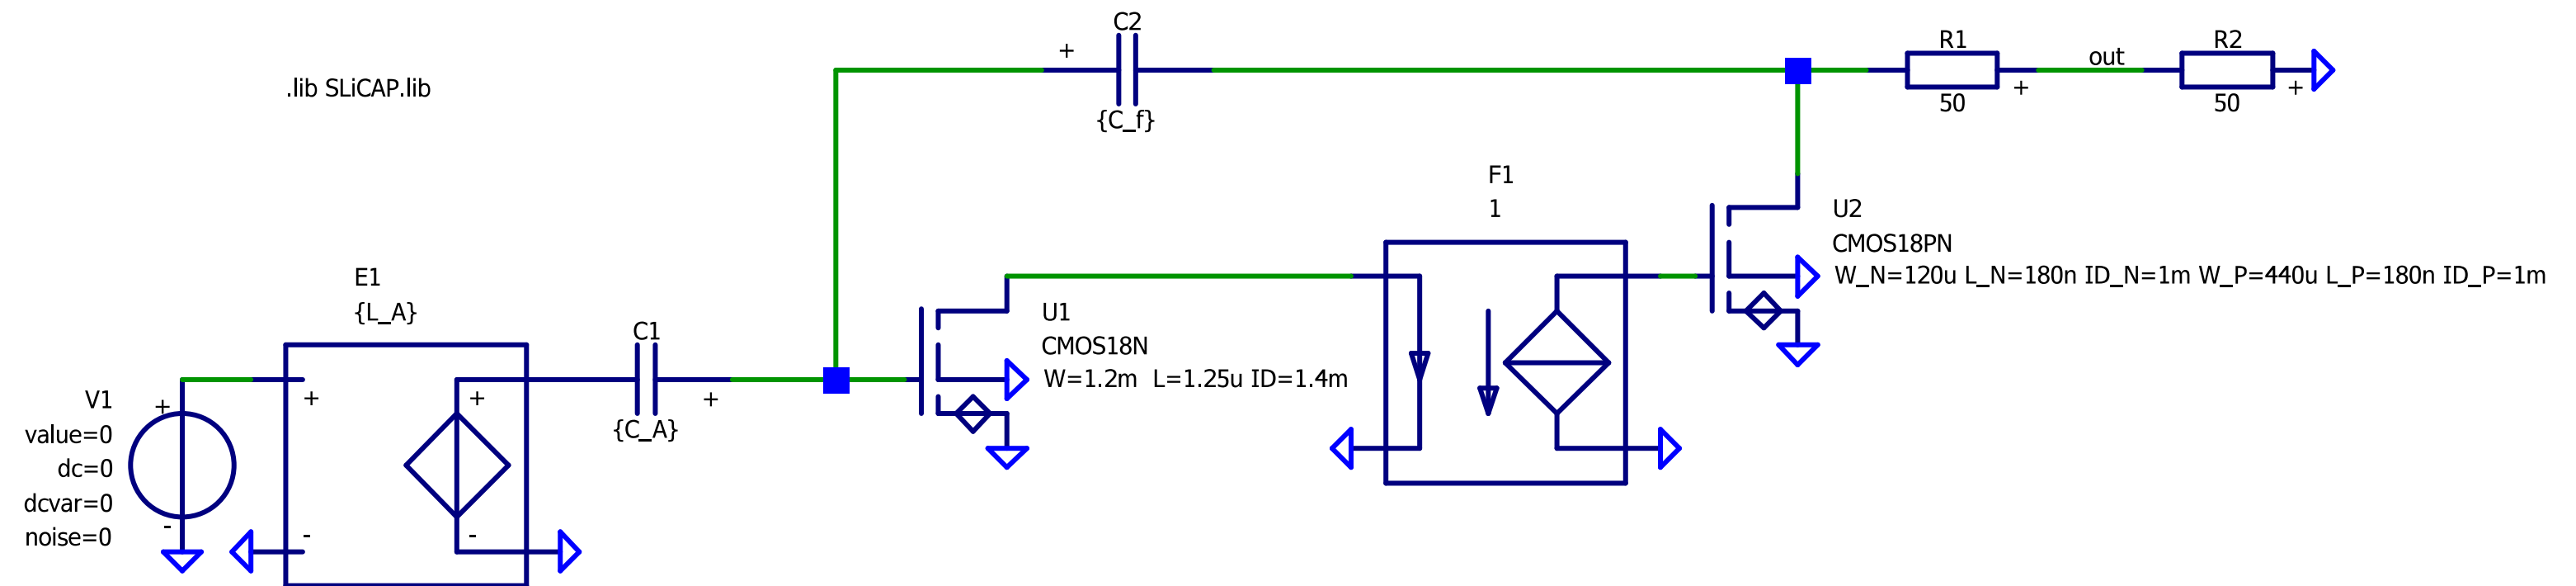 .lib SLiCAP.lib
C2
+
{C_f}
R1
+
50
out
R2
+
50
F1
1
U2
CMOS18PN
W_N=120u L_N=180n ID_N=1m W_P=440u L_P=180n ID_P=1m
E1
{L_A}
C1
+
{C_A}
U1
CMOS18N
W=1.2m L=1.25u ID=1.4m
V1
value=0
dc=0
dcvar=0
noise=0
+
-
+
-
+
-